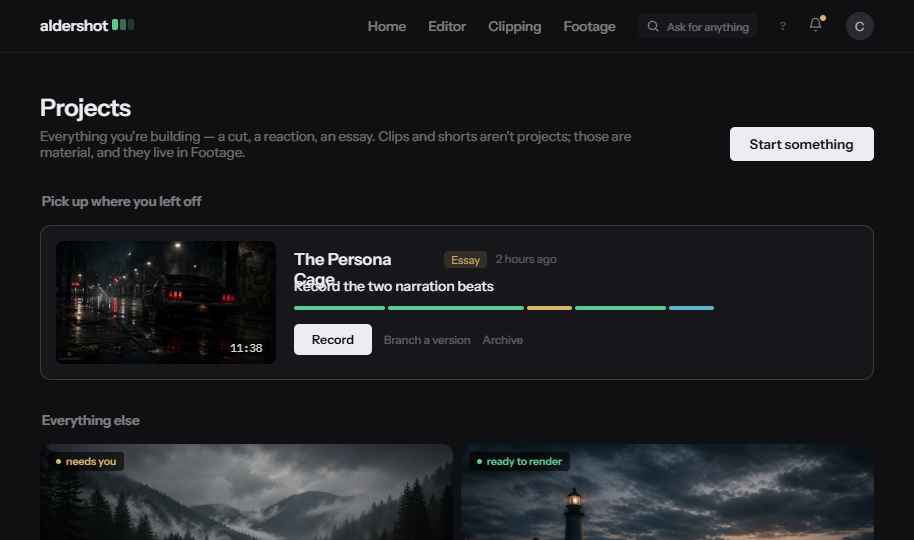 aldershot
Home Editor Clipping Footage Ask for anything ? C
Projects
Everything you're building — a cut, a reaction, an essay. Clips and shorts aren't projects; those are
material, and they live in Footage.
Start something
Pick up where you left off
The Persona
Cage
Essay 2 hours ago
Record the two narration beats
11:38
Record Branch a version Archive
Everything else
needs you
ready to render